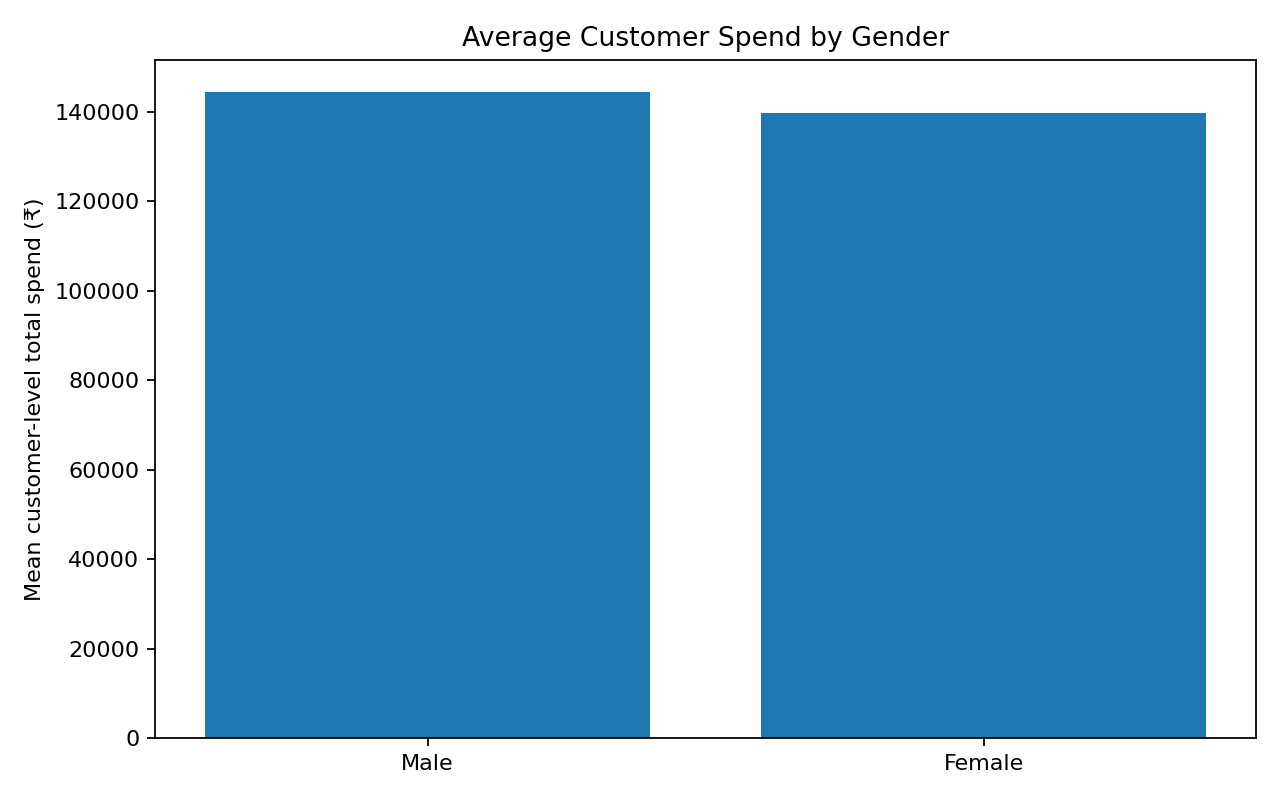 Average Customer Spend by Gender
Mean customer-level total spend (₹)
140000
120000
100000
80000
60000
40000
20000
0
Male
Female